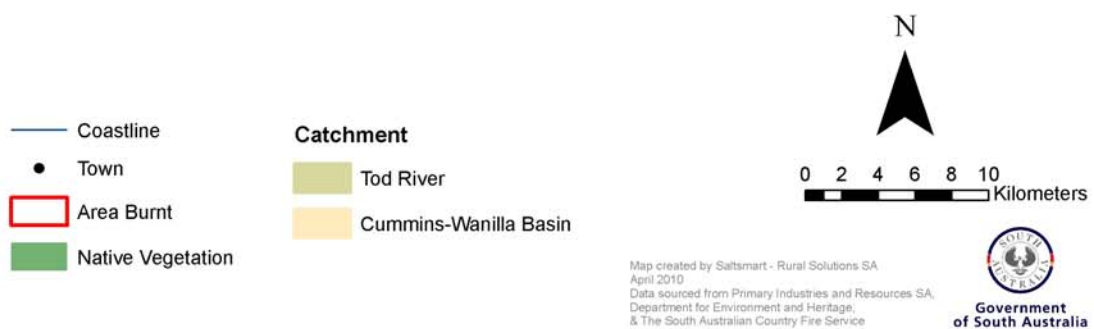 Coastline
Town
Area Burnt
Native Vegetation
Catchment
Tod River
Cummins-Wanilla Basin
N
0 2 4 6 8 10
Kilometers
Map created by Saltsmart - Rural Solutions SA
April 2010
Data sourced from Primary Industries and Resources SA,
Department for Environment and Heritage,
& The South Australian Country Fire Service
SOUTH
AUSTRALIA
Government
of South Australia